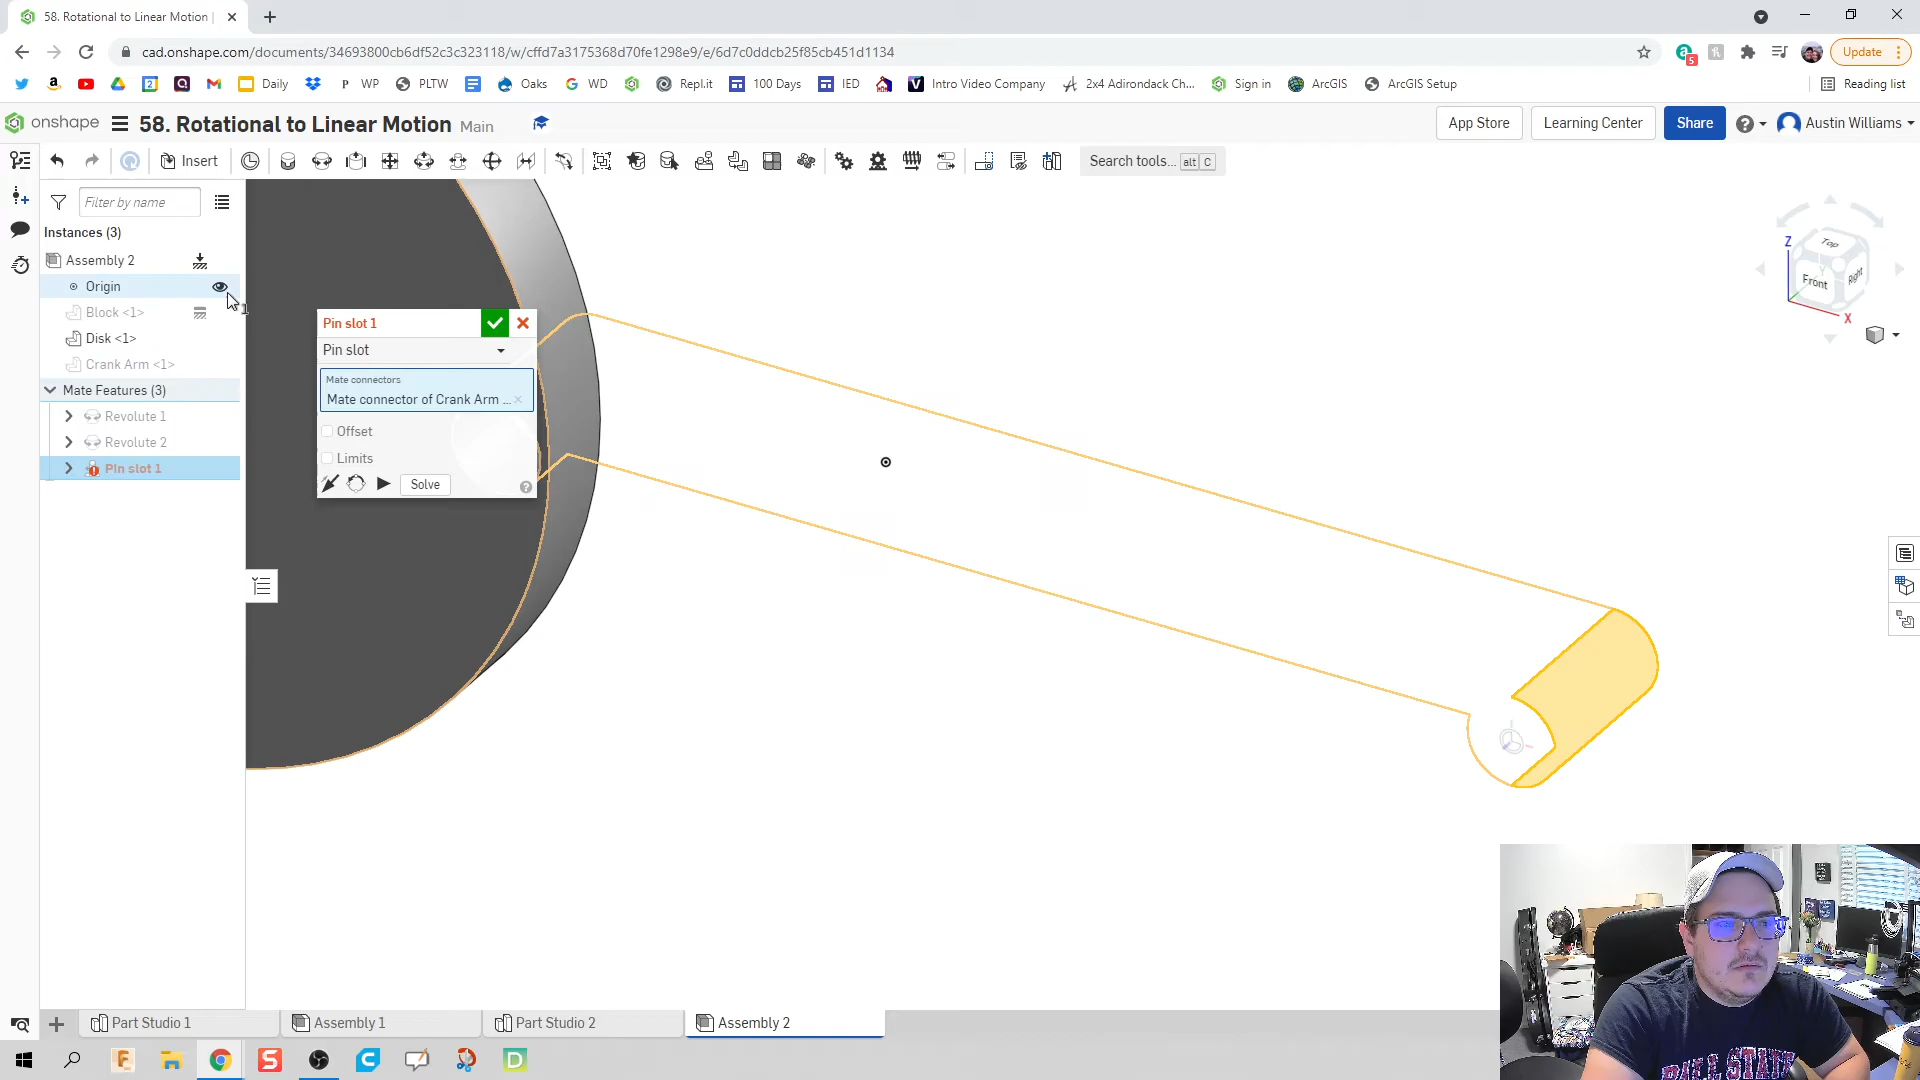 58. Rotational to Linear Motion |
cad.onshape.com/documents/34693800cb6df52c3c323118/w/cffd7a3175368d70fe1298e9/e/6d7c0ddcb25f85cb451d1134
5
Update
Daily
WP
PLTW
Oaks
WD
Repl.it
100 Days
IED
Intro Video Company
2x4 Adirondack Ch...
Sign in
ArcGIS
ArcGIS Setup
Reading list
onshape
58. Rotational to Linear Motion Main
App Store
Learning Center
Share
Austin Williams
Insert
Search tools... alt C
Filter by name
Instances (3)
Assembly 2
Origin
Block <1>
Disk <1>
Crank Arm <1>
Mate Features (3)
Revolute 1
Revolute 2
Pin slot 1
1
Pin slot 1
Pin slot
Mate connectors
Mate connector of Crank Arm ...
Offset
Limits
Solve
Z
Top
Front
Right
X
Part Studio 1
Assembly 1
Part Studio 2
Assembly 2
BALL STATE